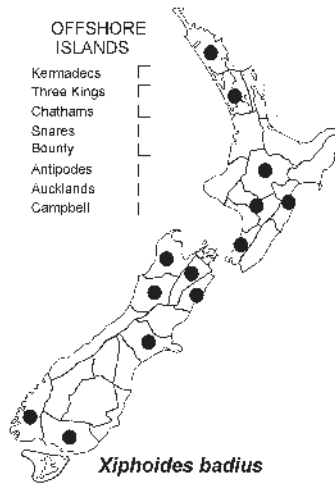 OFFSHORE
ISLANDS
Kermadecs
Three Kings
Chathams
Snares
Bounty
Antipodes
Aucklands
Campbell
Xiphoides badius